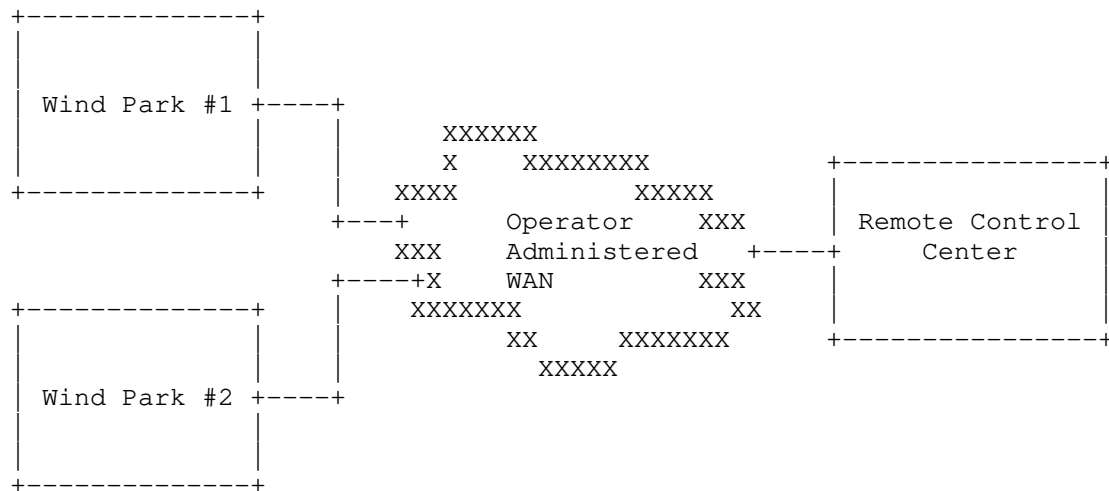 Wind Park #1
Operator
Administered
WAN
Remote Control
Center
Wind Park #2